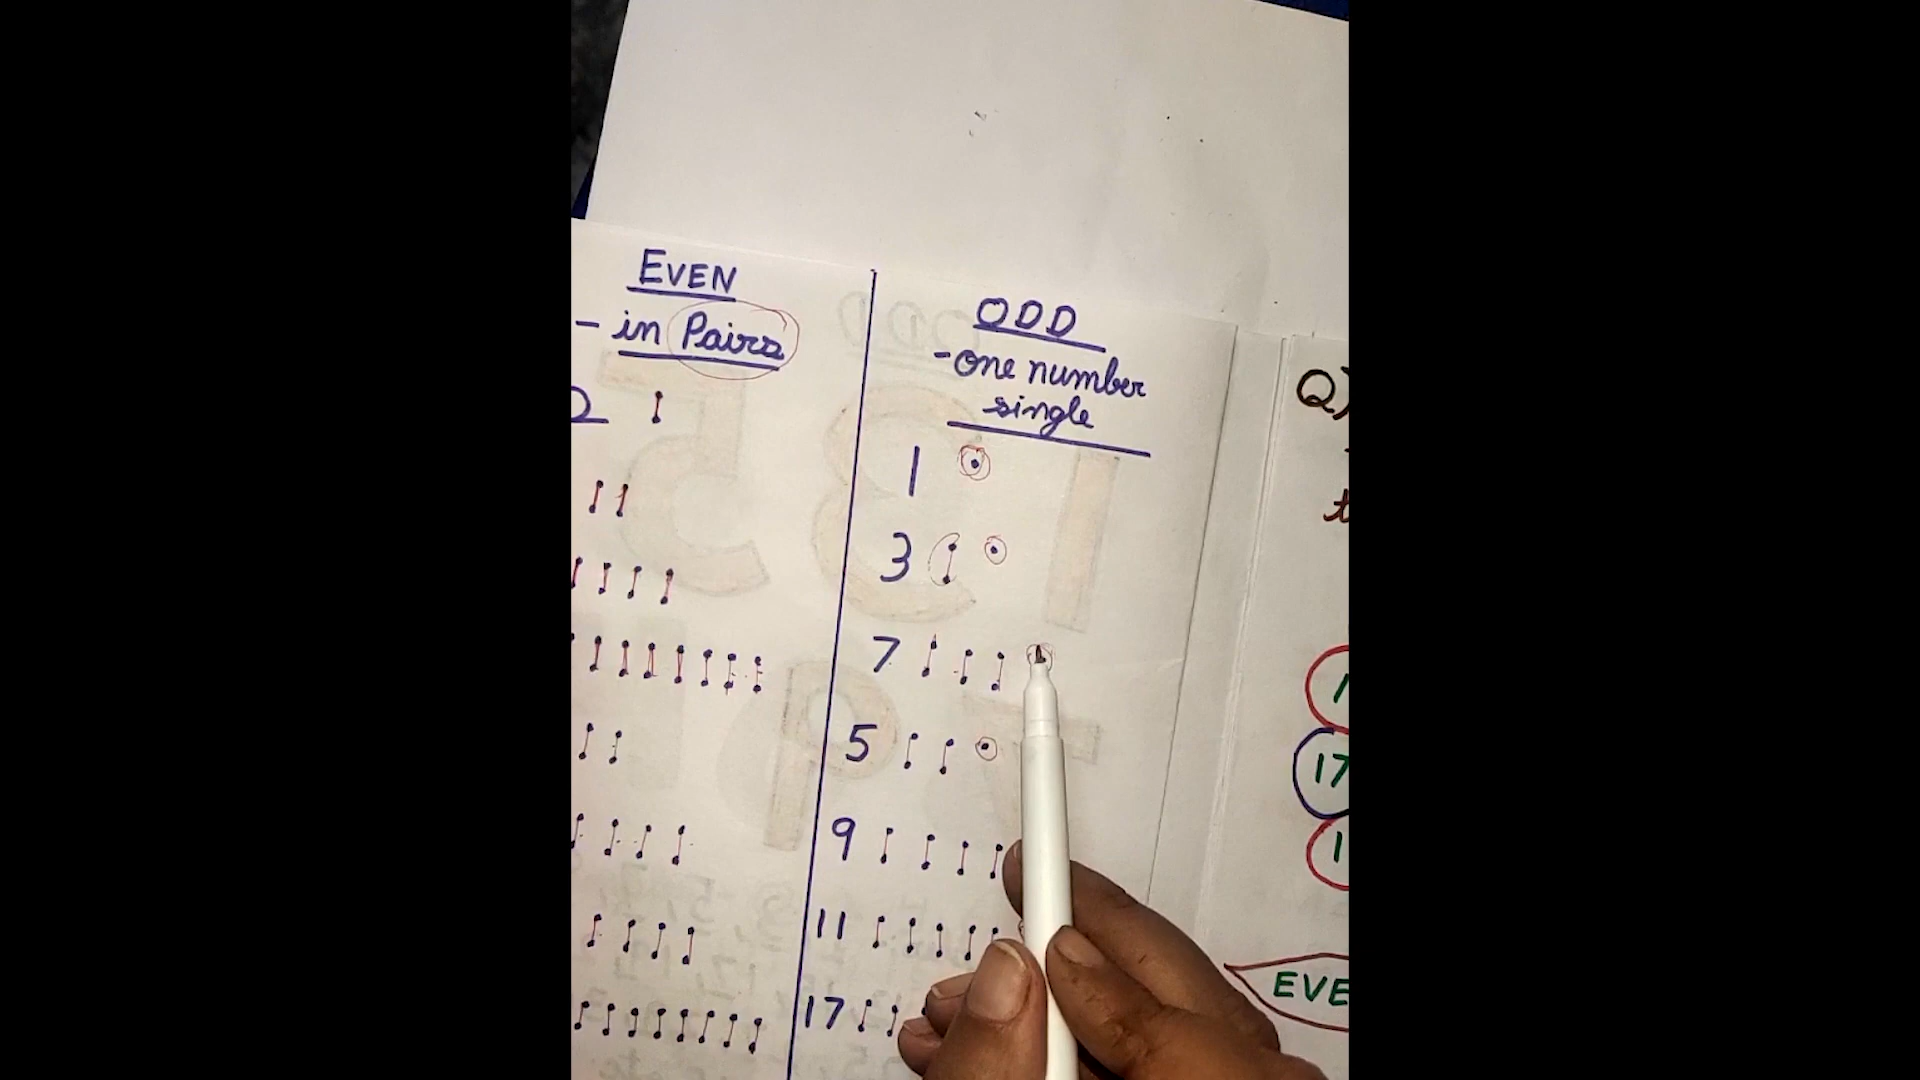 EVEN
- in Pairs
2
ODD
- one number
single
1
3
7
5
9
11
17
Q)
17
EVE